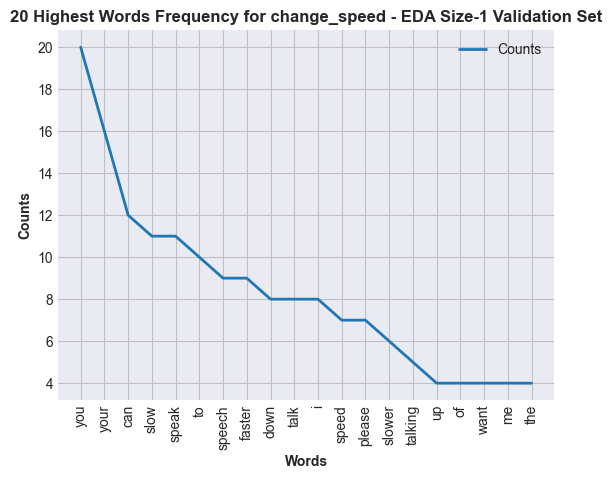 20 Highest Words Frequency for change_speed - EDA Size-1 Validation Set
Counts
20
18
16
14
12
10
8
6
4
Counts
you
your
can
slow
speak
to
speech
faster
down
talk
i
speed
please
slower
talking
up
of
want
me
the
Words